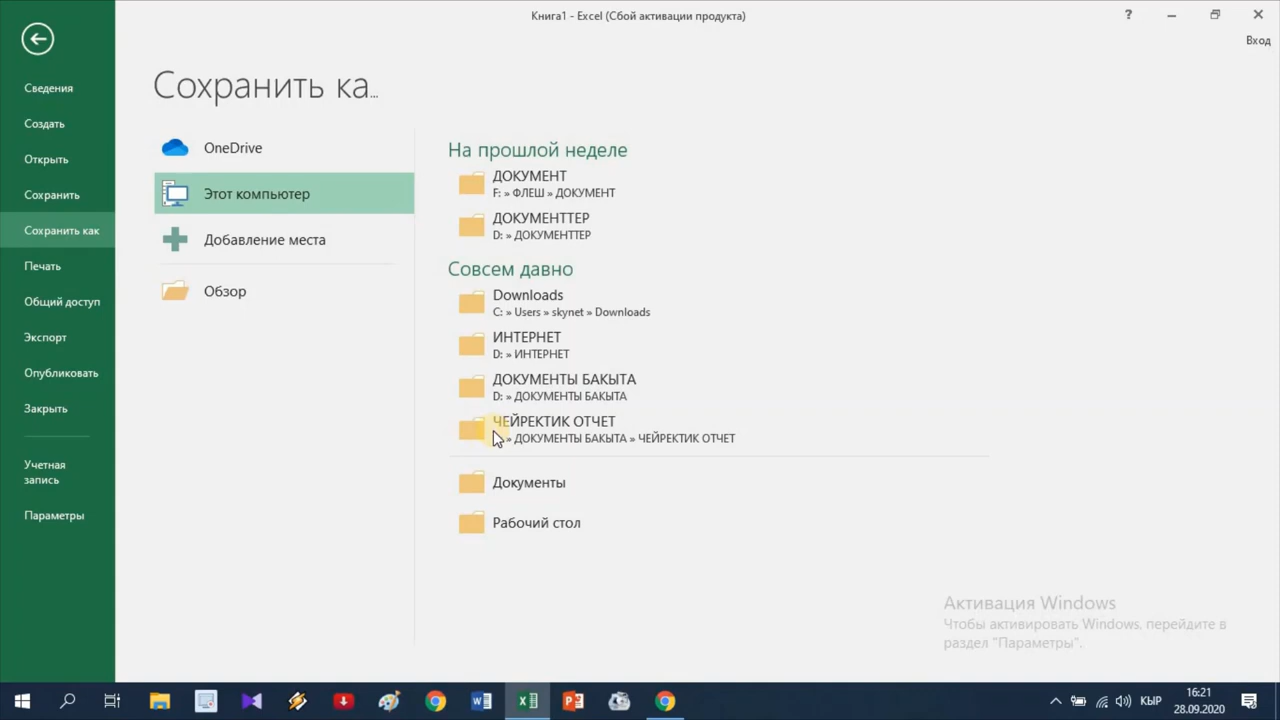 Книга1 - Excel (Сбой активации продукта)
?
Вход
Сведения
Создать
Открыть
Сохранить
Сохранить как
Печать
Общий доступ
Экспорт
Опубликовать
Закрыть
Учетная
запись
Параметры
Сохранить ка...
OneDrive
Этот компьютер
Добавление места
Обзор
На прошлой неделе
ДОКУМЕНТ
F: » ФЛЕШ » ДОКУМЕНТ
ДОКУМЕНТТЕР
D: » ДОКУМЕНТТЕР
Совсем давно
Downloads
C: » Users » skynet » Downloads
ИНТЕРНЕТ
D: » ИНТЕРНЕТ
ДОКУМЕНТЫ БАКЫТА
D: » ДОКУМЕНТЫ БАКЫТА
ЧЕЙРЕКТИК ОТЧЕТ
» ДОКУМЕНТЫ БАКЫТА » ЧЕЙРЕКТИК ОТЧЕТ
Документы
Рабочий стол
Активация Windows
Чтобы активировать Windows, перейдите в
раздел "Параметры".
КЫР
16:21
28.09.2020